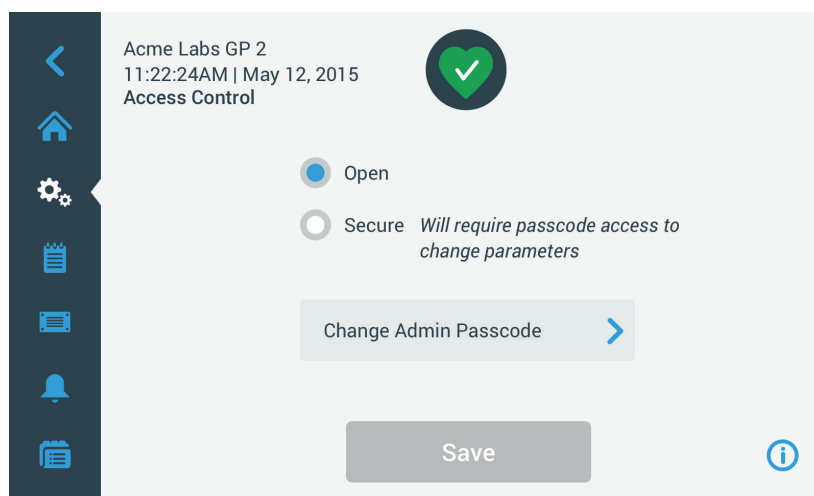 Acme Labs GP 2
11:22:24AM | May 12, 2015
Access Control
Open
Secure Will require passcode access to
change parameters
Change Admin Passcode
Save